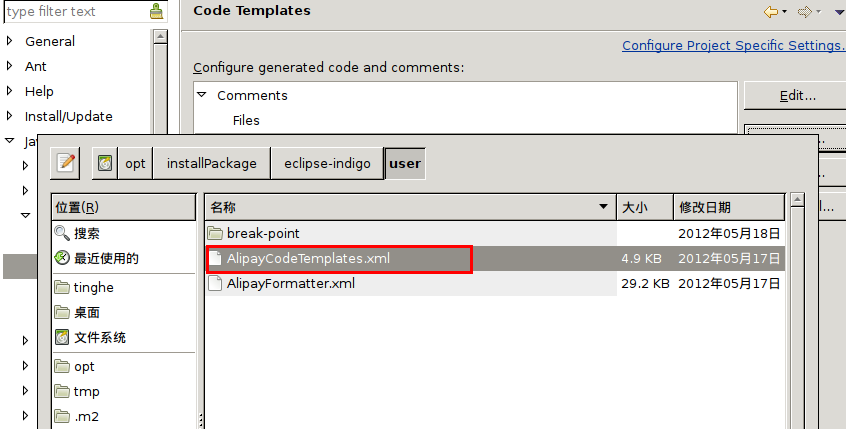 type filter text
Code Templates
General
Ant
Help
Install/Update
Configure Project Specific Settings.
Configure generated code and comments:
Comments
Files
Edit...
opt
installPackage
eclipse-indigo
user
位置(R)
搜索
最近使用的
tinghe
桌面
文件系统
opt
tmp
.m2
名称
大小
修改日期
break-point
2012年05月18日
AlipayCodeTemplates.xml
4.9 KB
2012年05月17日
AlipayFormatter.xml
29.2 KB
2012年05月17日